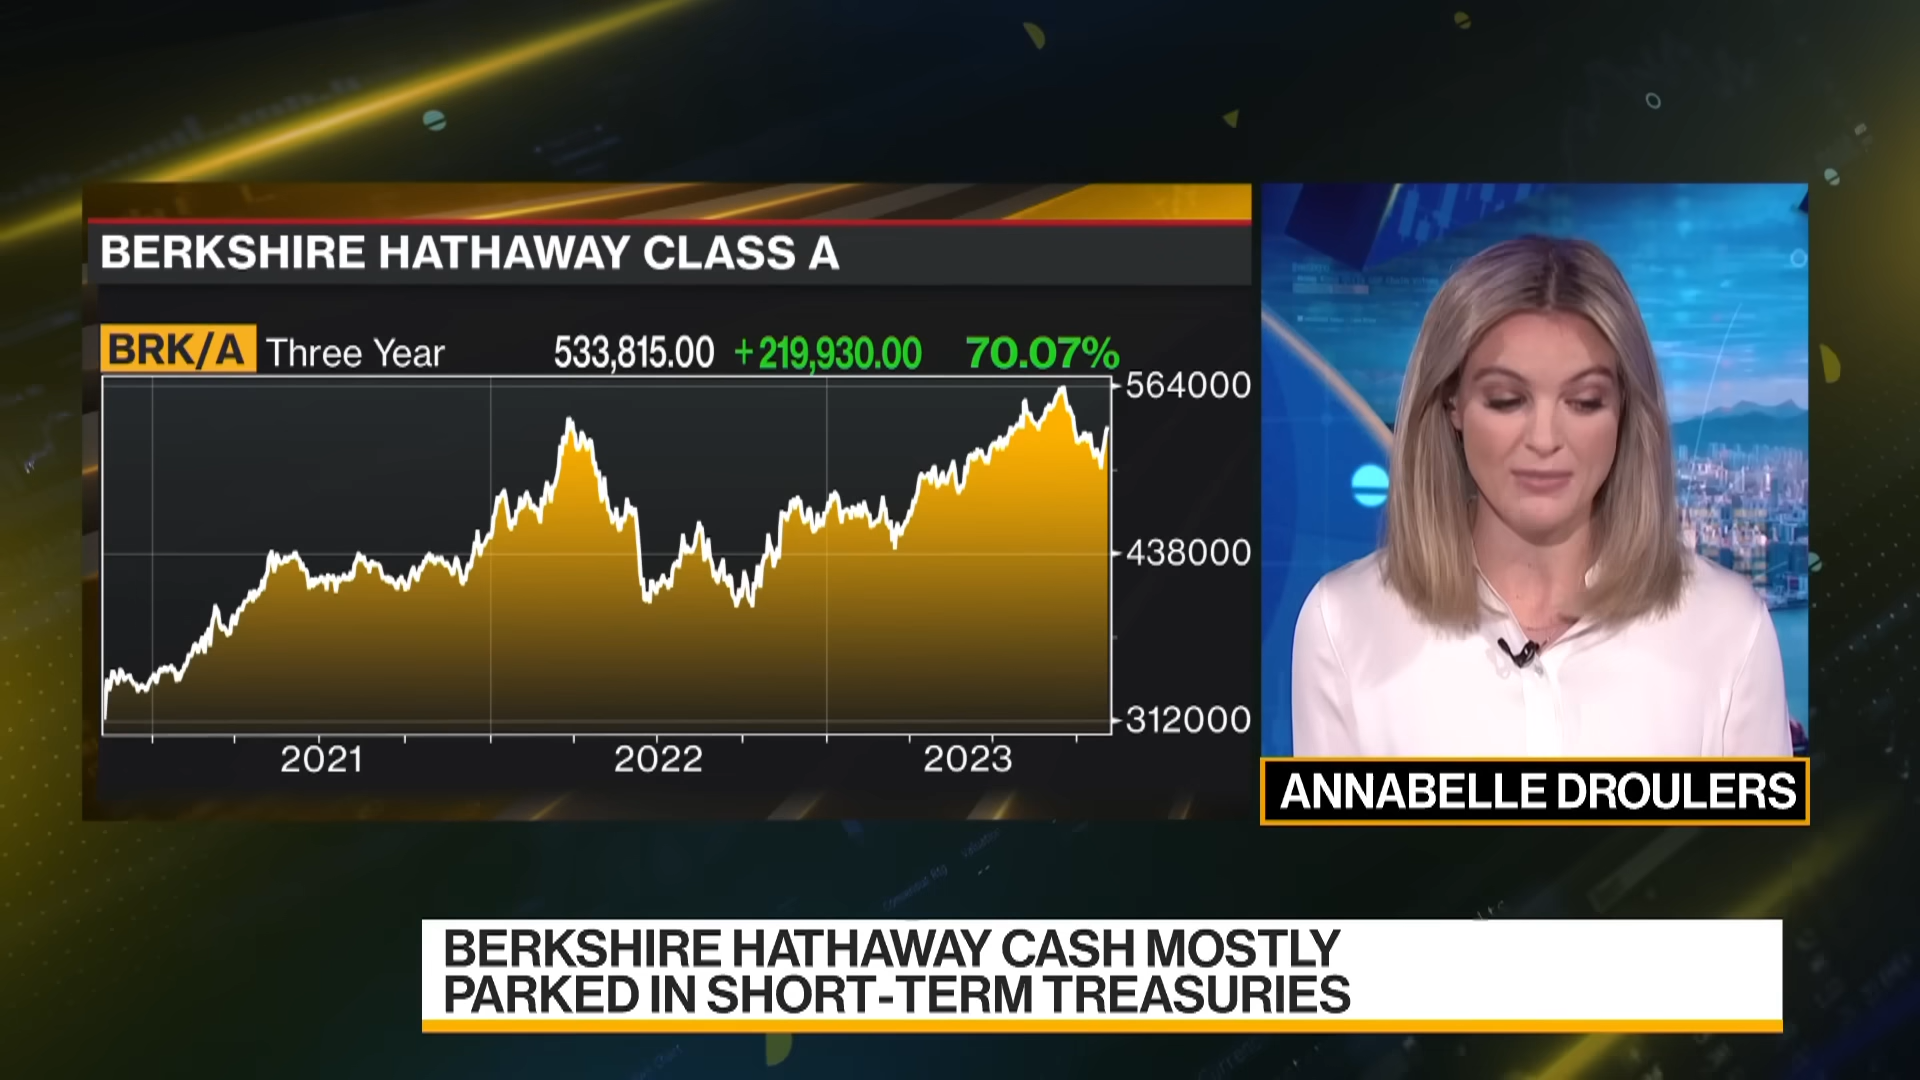 BERKSHIRE HATHAWAY CLASS A
BRK/A Three Year 533,815.00 +219,930.00 70.07%
564000
438000
312000
2021 2022 2023
ANNABELLE DROULERS
BERKSHIRE HATHAWAY CASH MOSTLY
PARKED IN SHORT-TERM TREASURIES